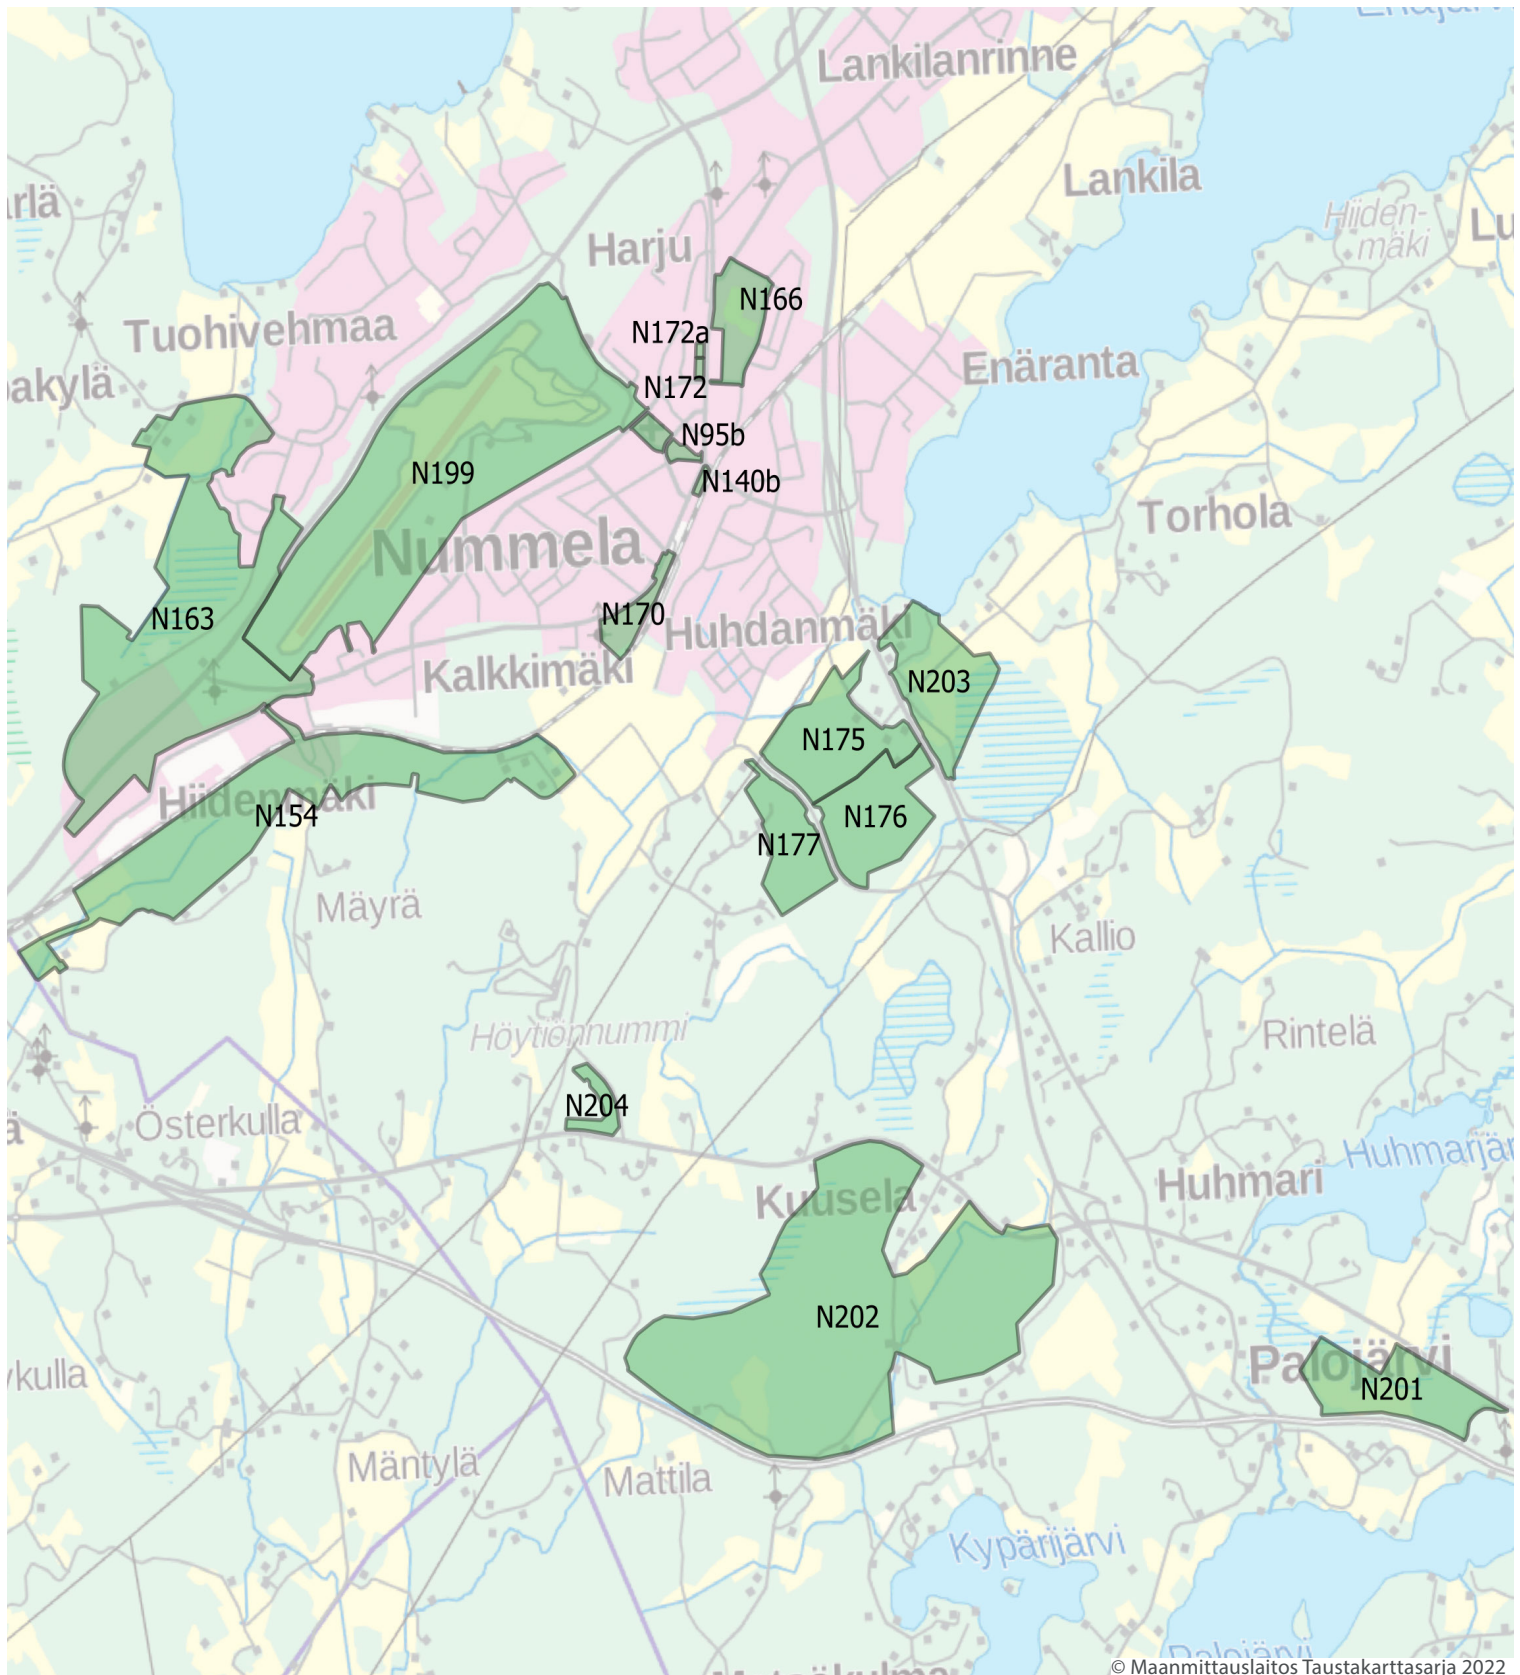 Lankilanrinne
Lankila
Hiiden-
mäki
Harju
N166
Tuohivehmaa
N172a
Enäranta
N172
N95b
N199
N140b
Torhola
Nummela
N163
N170
Huhdanmäki
Kalkkimäki
N203
N175
Hiidenmäki
N154
N176
N177
Mäyrä
Kallio
Höytiönnummi
Rintelä
N204
Österkulla
Huhmari
Kuusela
N202
Palojärvi
N201
Mäntylä
Mattila
Kypärijärvi
© Maanmittauslaitos Taustakarttasarja 2022